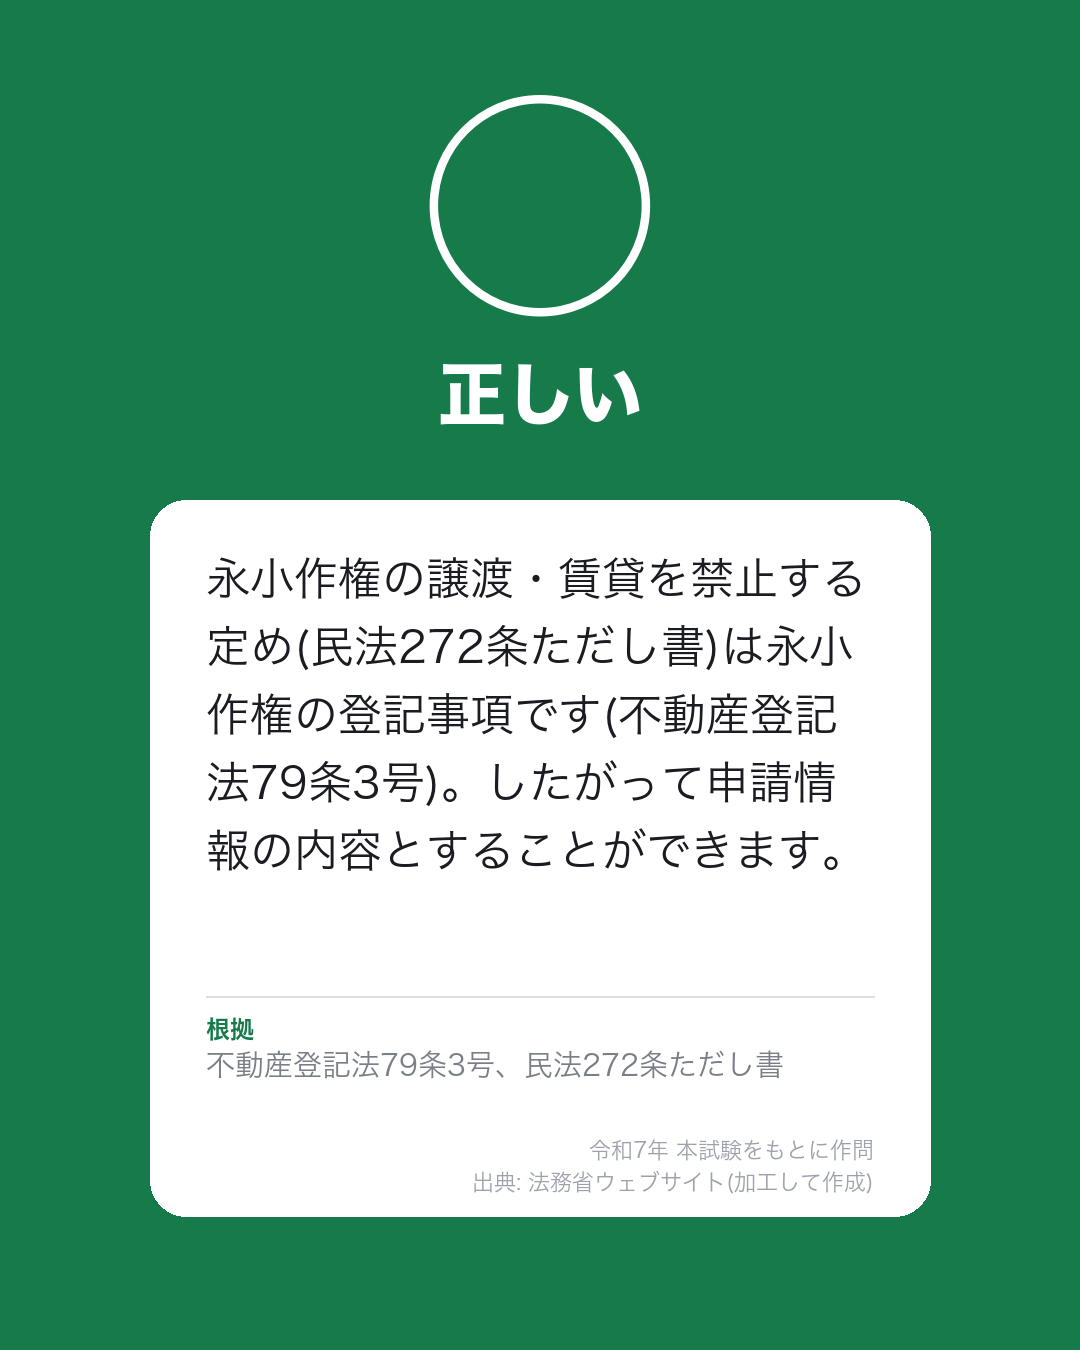 正しい
永小作権の譲渡・賃貸を禁止する
定め(民法272条ただし書)は永小
作権の登記事項です(不動産登記
法79条3号)。したがって申請情
報の内容とすることができます。
根拠
不動産登記法79条3号、民法272条ただし書
令和7年 本試験をもとに作問
出典: 法務省ウェブサイト(加工して作成)